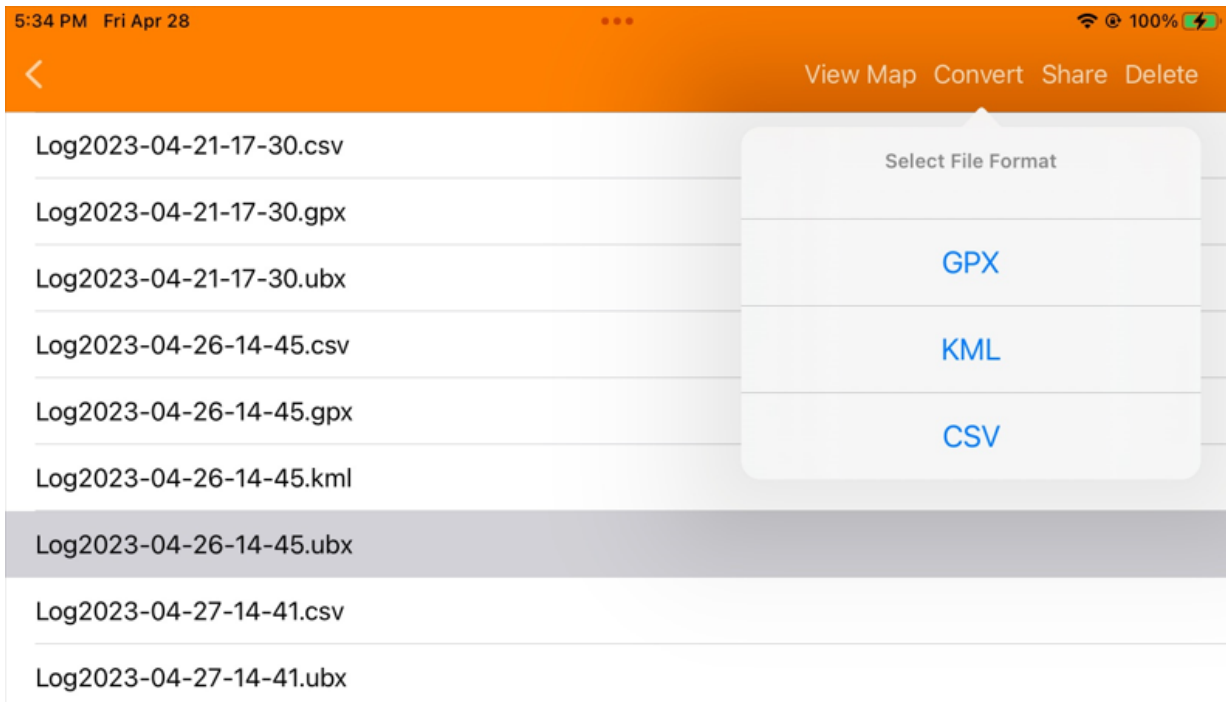 5:34 PM Fri Apr 28 100%
View Map Convert Share Delete
Select File Format
GPX
KML
CSV
Log2023-04-21-17-30.csv
Log2023-04-21-17-30.gpx
Log2023-04-21-17-30.ubx
Log2023-04-26-14-45.csv
Log2023-04-26-14-45.gpx
Log2023-04-26-14-45.kml
Log2023-04-26-14-45.ubx
Log2023-04-27-14-41.csv
Log2023-04-27-14-41.ubx